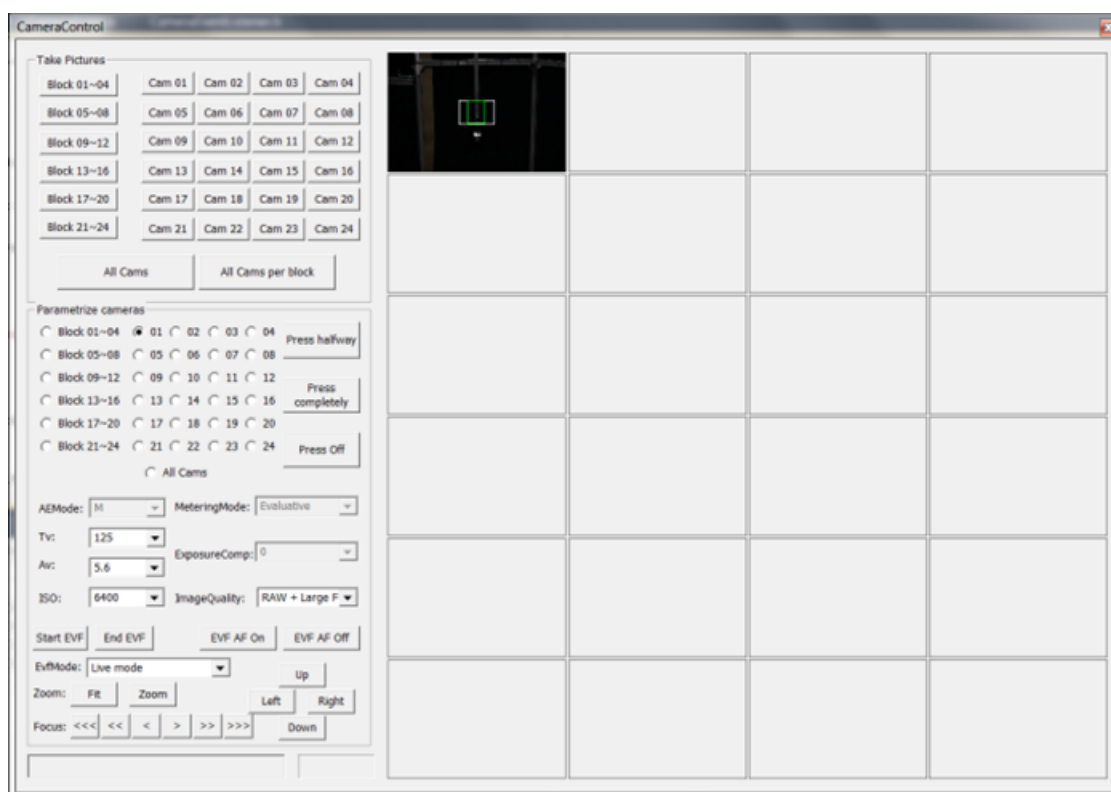 CameraControl
Take Pictures
Block 01~04 Cam 01 Cam 02 Cam 03 Cam 04
Block 05~08 Cam 05 Cam 06 Cam 07 Cam 08
Block 09~12 Cam 09 Cam 10 Cam 11 Cam 12
Block 13~16 Cam 13 Cam 14 Cam 15 Cam 16
Block 17~20 Cam 17 Cam 18 Cam 19 Cam 20
Block 21~24 Cam 21 Cam 22 Cam 23 Cam 24
All Cams All Cams per block
Parametrize cameras
Block 01~04 01 02 03 04 Press halfway
Block 05~08 05 06 07 08
Block 09~12 09 10 11 12 Press completely
Block 13~16 13 14 15 16
Block 17~20 17 18 19 20
Block 21~24 21 22 23 24 Press Off
All Cams
AEMode: M MeteringMode: Evaluative
Tv: 125
ExposureComp: 0
Av: 5.6
ISO: 6400 ImageQuality: RAW + Large F
Start EVF End EVF EVF AF On EVF AF Off
EvfMode: Live mode
Up
Zoom: Fit Zoom Left Right
Focus: <<< << < > >> >>> Down